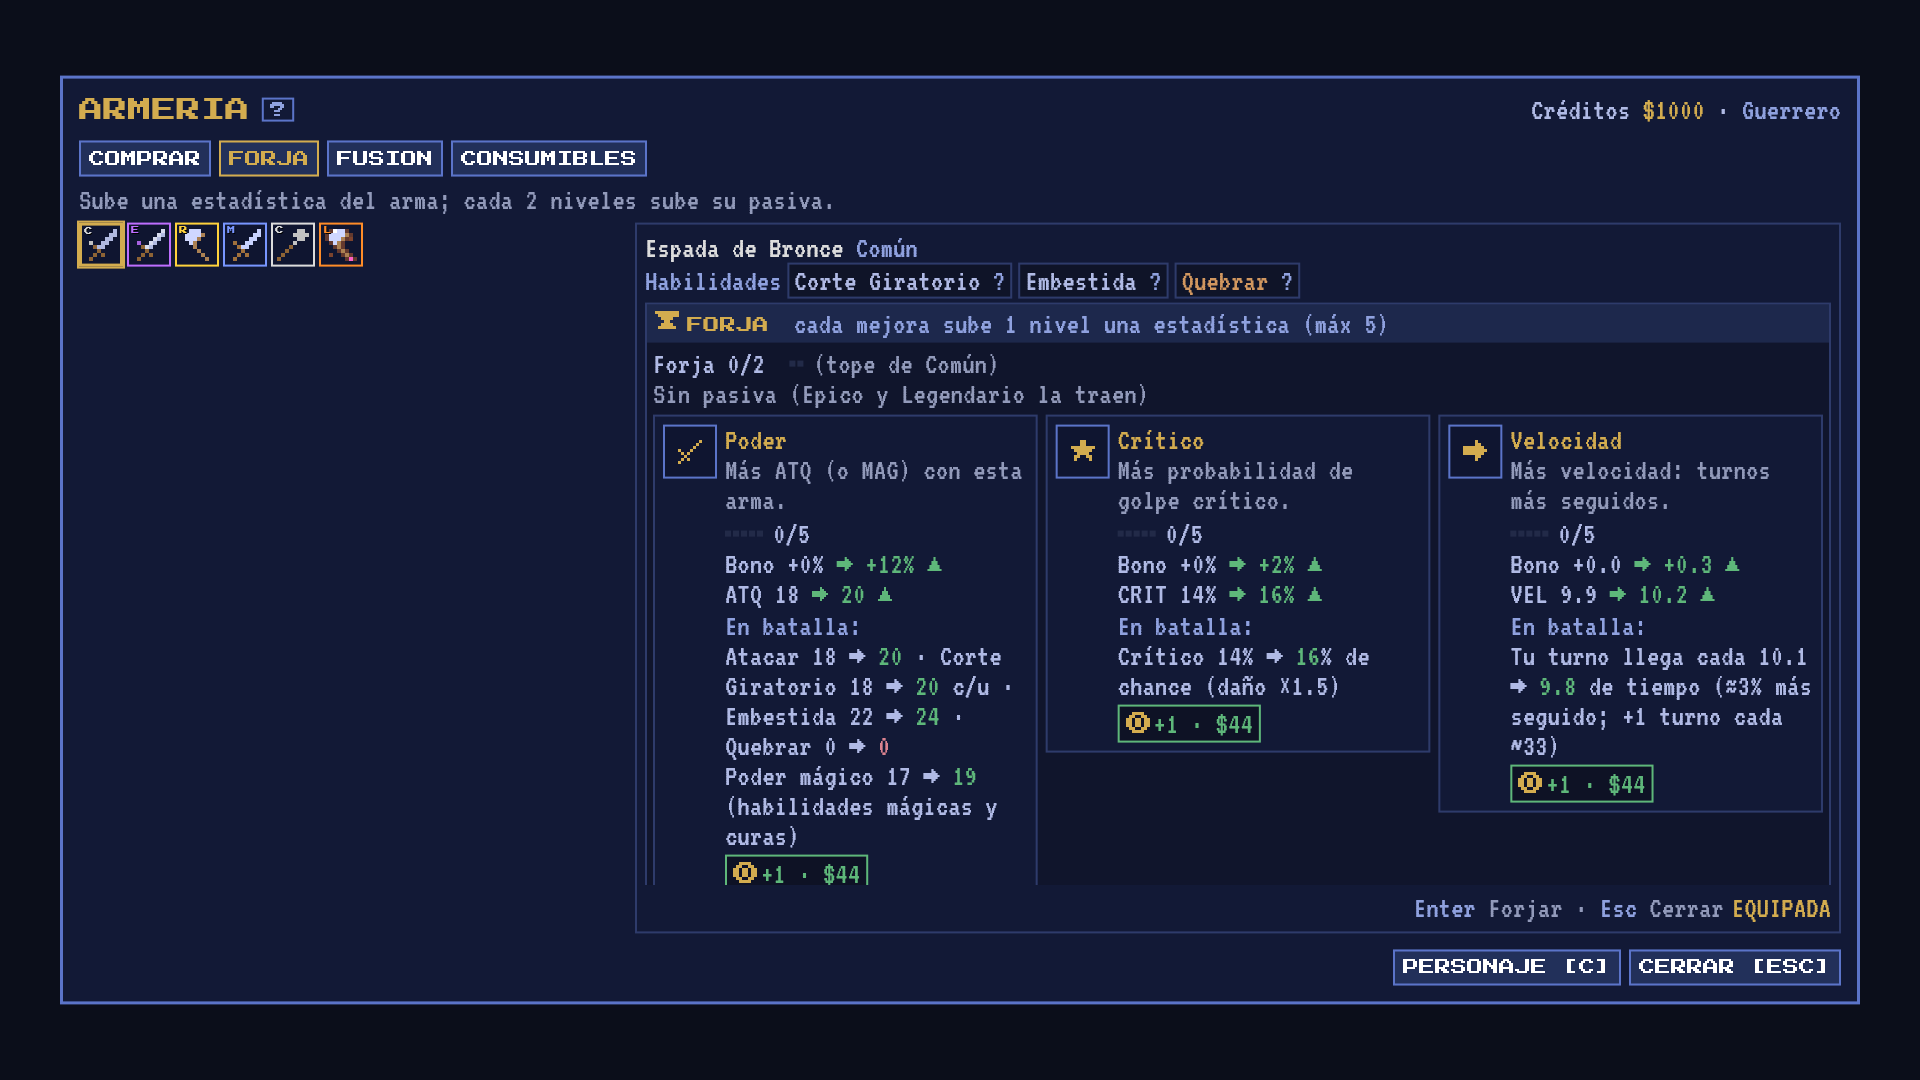 ARMERIA ?
Créditos $1000 · Guerrero
COMPRAR FORJA FUSION CONSUMIBLES
Sube una estadística del arma; cada 2 niveles sube su pasiva.
C E R M C L
Espada de Bronce Común
Habilidades Corte Giratorio ? Embestida ? Quebrar ?
FORJA cada mejora sube 1 nivel una estadística (máx 5)
Forja 0/2 (tope de Común)
Sin pasiva (Epico y Legendario la traen)
Poder
Más ATQ (o MAG) con esta
arma.
0/5
Bono +0% → +12% ▲
ATQ 18 → 20 ▲
En batalla:
Atacar 18 → 20 · Corte
Giratorio 18 → 20 c/u ·
Embestida 22 → 24 ·
Quebrar 0 → 0
Poder mágico 17 → 19
(habilidades mágicas y
curas)
+1 · $44
Crítico
Más probabilidad de
golpe crítico.
0/5
Bono +0% → +2% ▲
CRIT 14% → 16% ▲
En batalla:
Crítico 14% → 16% de
chance (daño X1.5)
+1 · $44
Velocidad
Más velocidad: turnos
más seguidos.
0/5
Bono +0.0 → +0.3 ▲
VEL 9.9 → 10.2 ▲
En batalla:
Tu turno llega cada 10.1
→ 9.8 de tiempo (≈3% más
seguido; +1 turno cada
≈33)
+1 · $44
Enter Forjar · Esc Cerrar EQUIPADA
PERSONAJE [C] CERRAR [ESC]